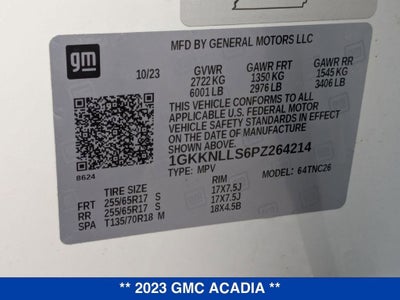 gm
MFD BY GENERAL MOTORS LLC
10/23 GVWR GAWR FRT GAWR RR
2722 KG 1350 KG 1545 KG
6001 LB 2976 LB 3406 LB
THIS VEHICLE CONFORMS TO ALL APPLICABLE
U.S. FEDERAL MOTOR VEHICLE SAFETY
STANDARDS IN EFFECT ON THE
DATE OF MANUFACTURE SHOWN ABOVE.
8624 1GKKNLLS6PZ264214
TYPE: MPV MODEL: 64TNC26
TIRE SIZE RIM
FRT 255/65R17 S 17X7.5J
RR 255/65R17 S 17X7.5J
SPA T135/70R18 M 18X4.5B
** 2023 GMC ACADIA **